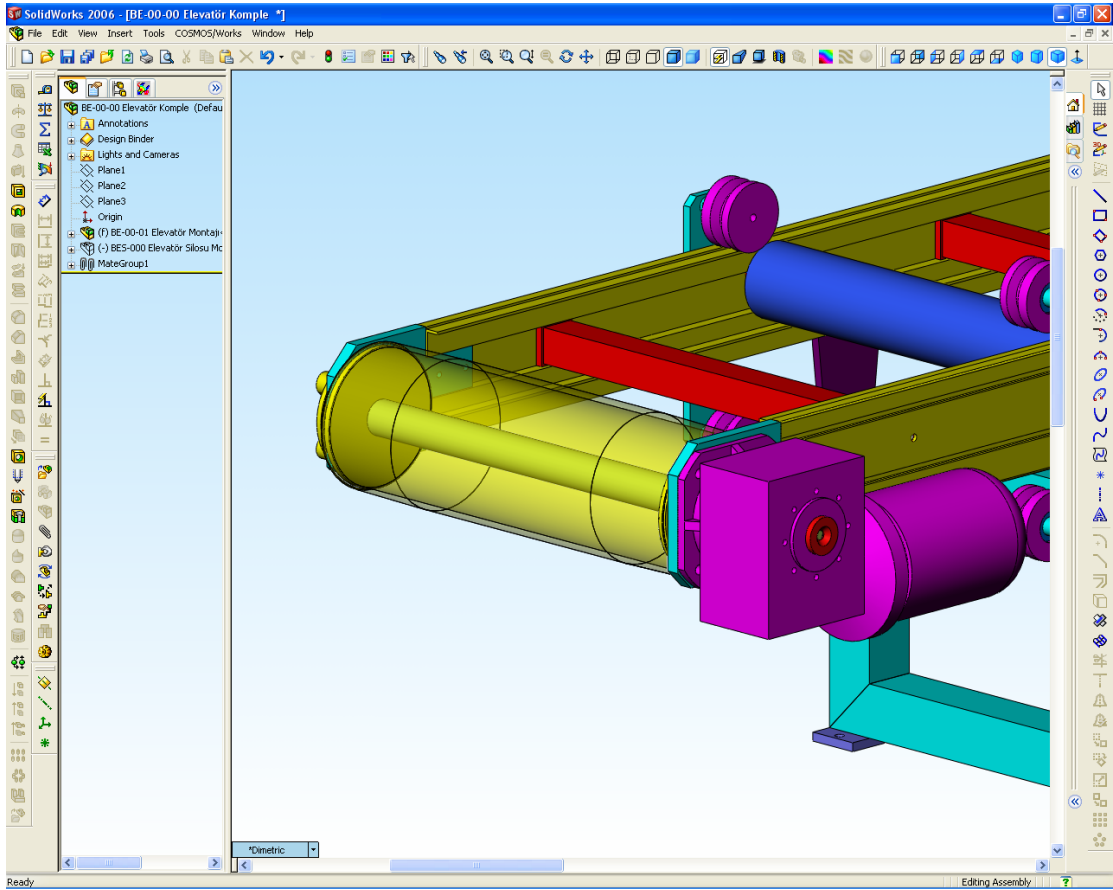 SolidWorks 2006 - [BE-00-00 Elevatör Komple *]
File Edit View Insert Tools COSMOS/Works Window Help
BE-00-00 Elevatör Komple (Defau
Annotations
Design Binder
Lights and Cameras
Plane1
Plane2
Plane3
Origin
(f) BE-00-01 Elevatör Montajı<
(-) BES-000 Elevatör Silosu Mo
MateGroup1
*Dimetric
Ready
Editing Assembly